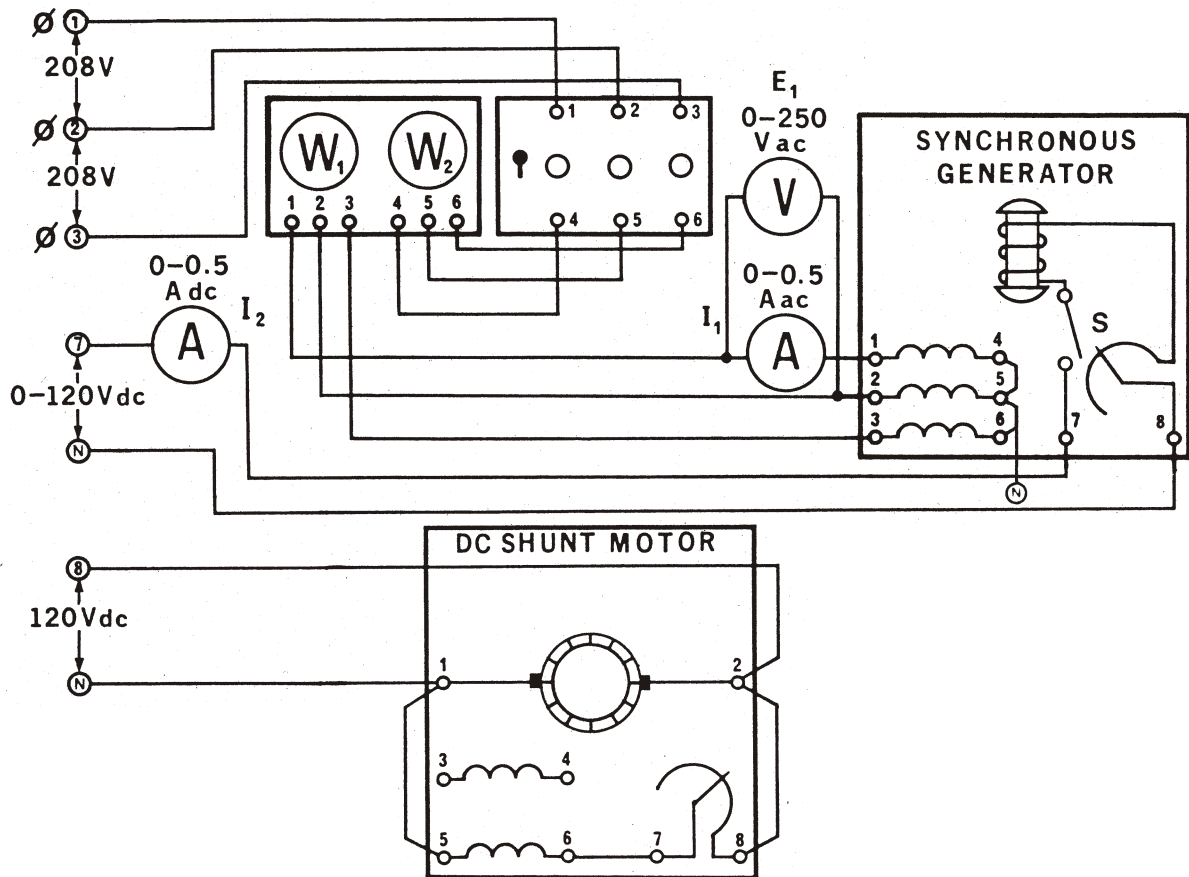 Ø 1
208V
Ø 2
208V
Ø 3
W1 W2
1 2 3 4 5 6
1 2 3
4 5 6
E1
0–250
Vac
V
0–0.5
Aac
I1
A
SYNCHRONOUS
GENERATOR
1 4
2 5
3 6
S
7 8
N
0–0.5
Adc
I2
A
7
0–120Vdc
N
DC SHUNT MOTOR
8
120Vdc
N
1 2
3 4
5 6 7 8